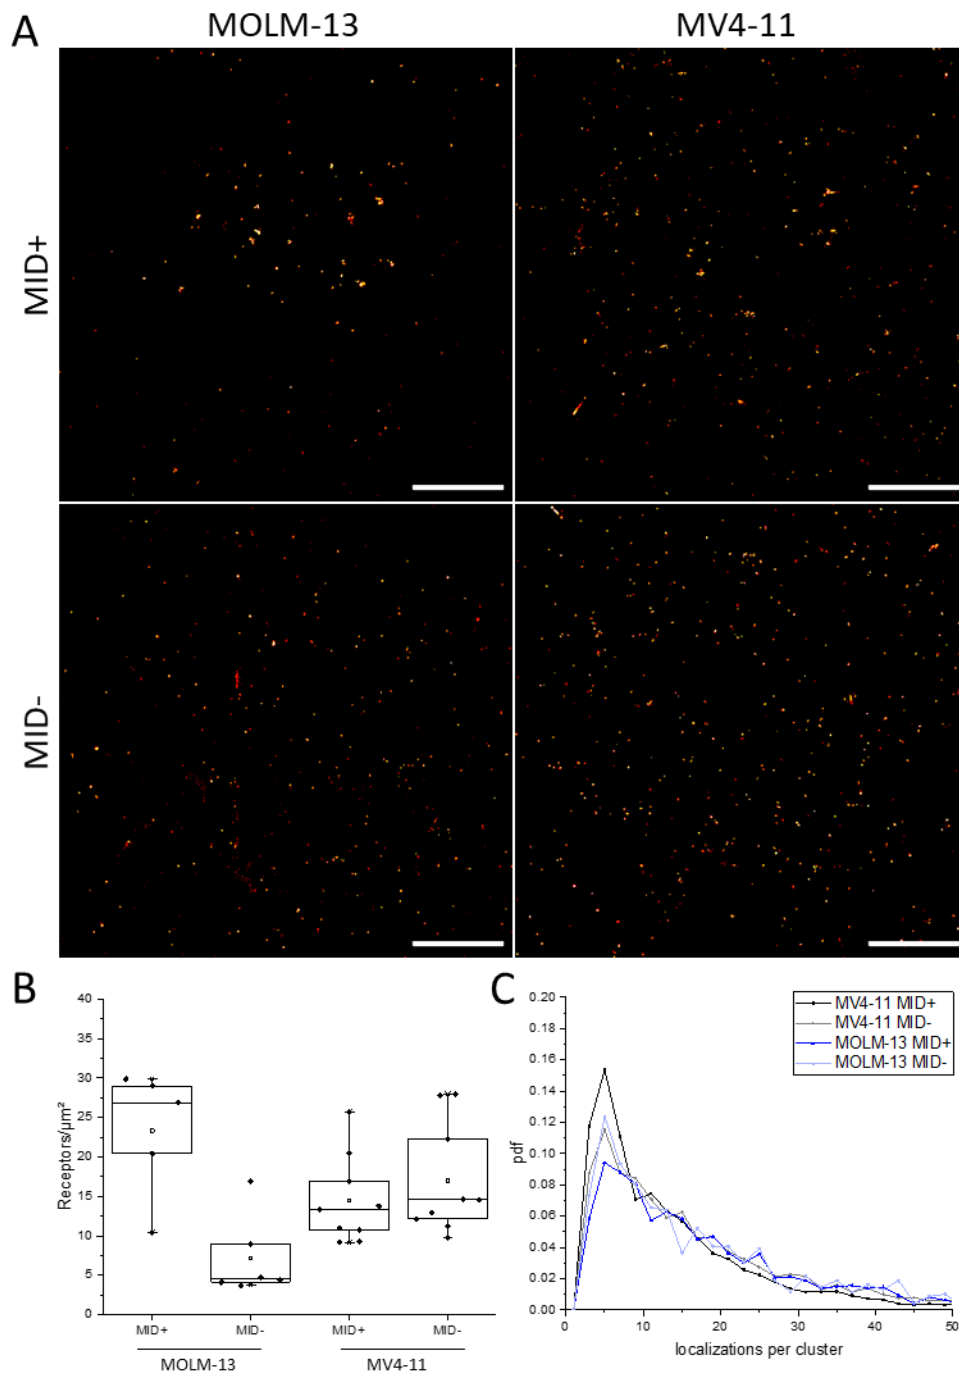 A
MOLM-13
MV4-11
MID+
MID-
B
Receptors/µm²
40
35
30
25
20
15
10
5
0
MID+
MID-
MID+
MID-
MOLM-13
MV4-11
C
pdf
0.20
0.18
0.16
0.14
0.12
0.10
0.08
0.06
0.04
0.02
0.00
MV4-11 MID+
MV4-11 MID-
MOLM-13 MID+
MOLM-13 MID-
0
10
20
30
40
50
localizations per cluster